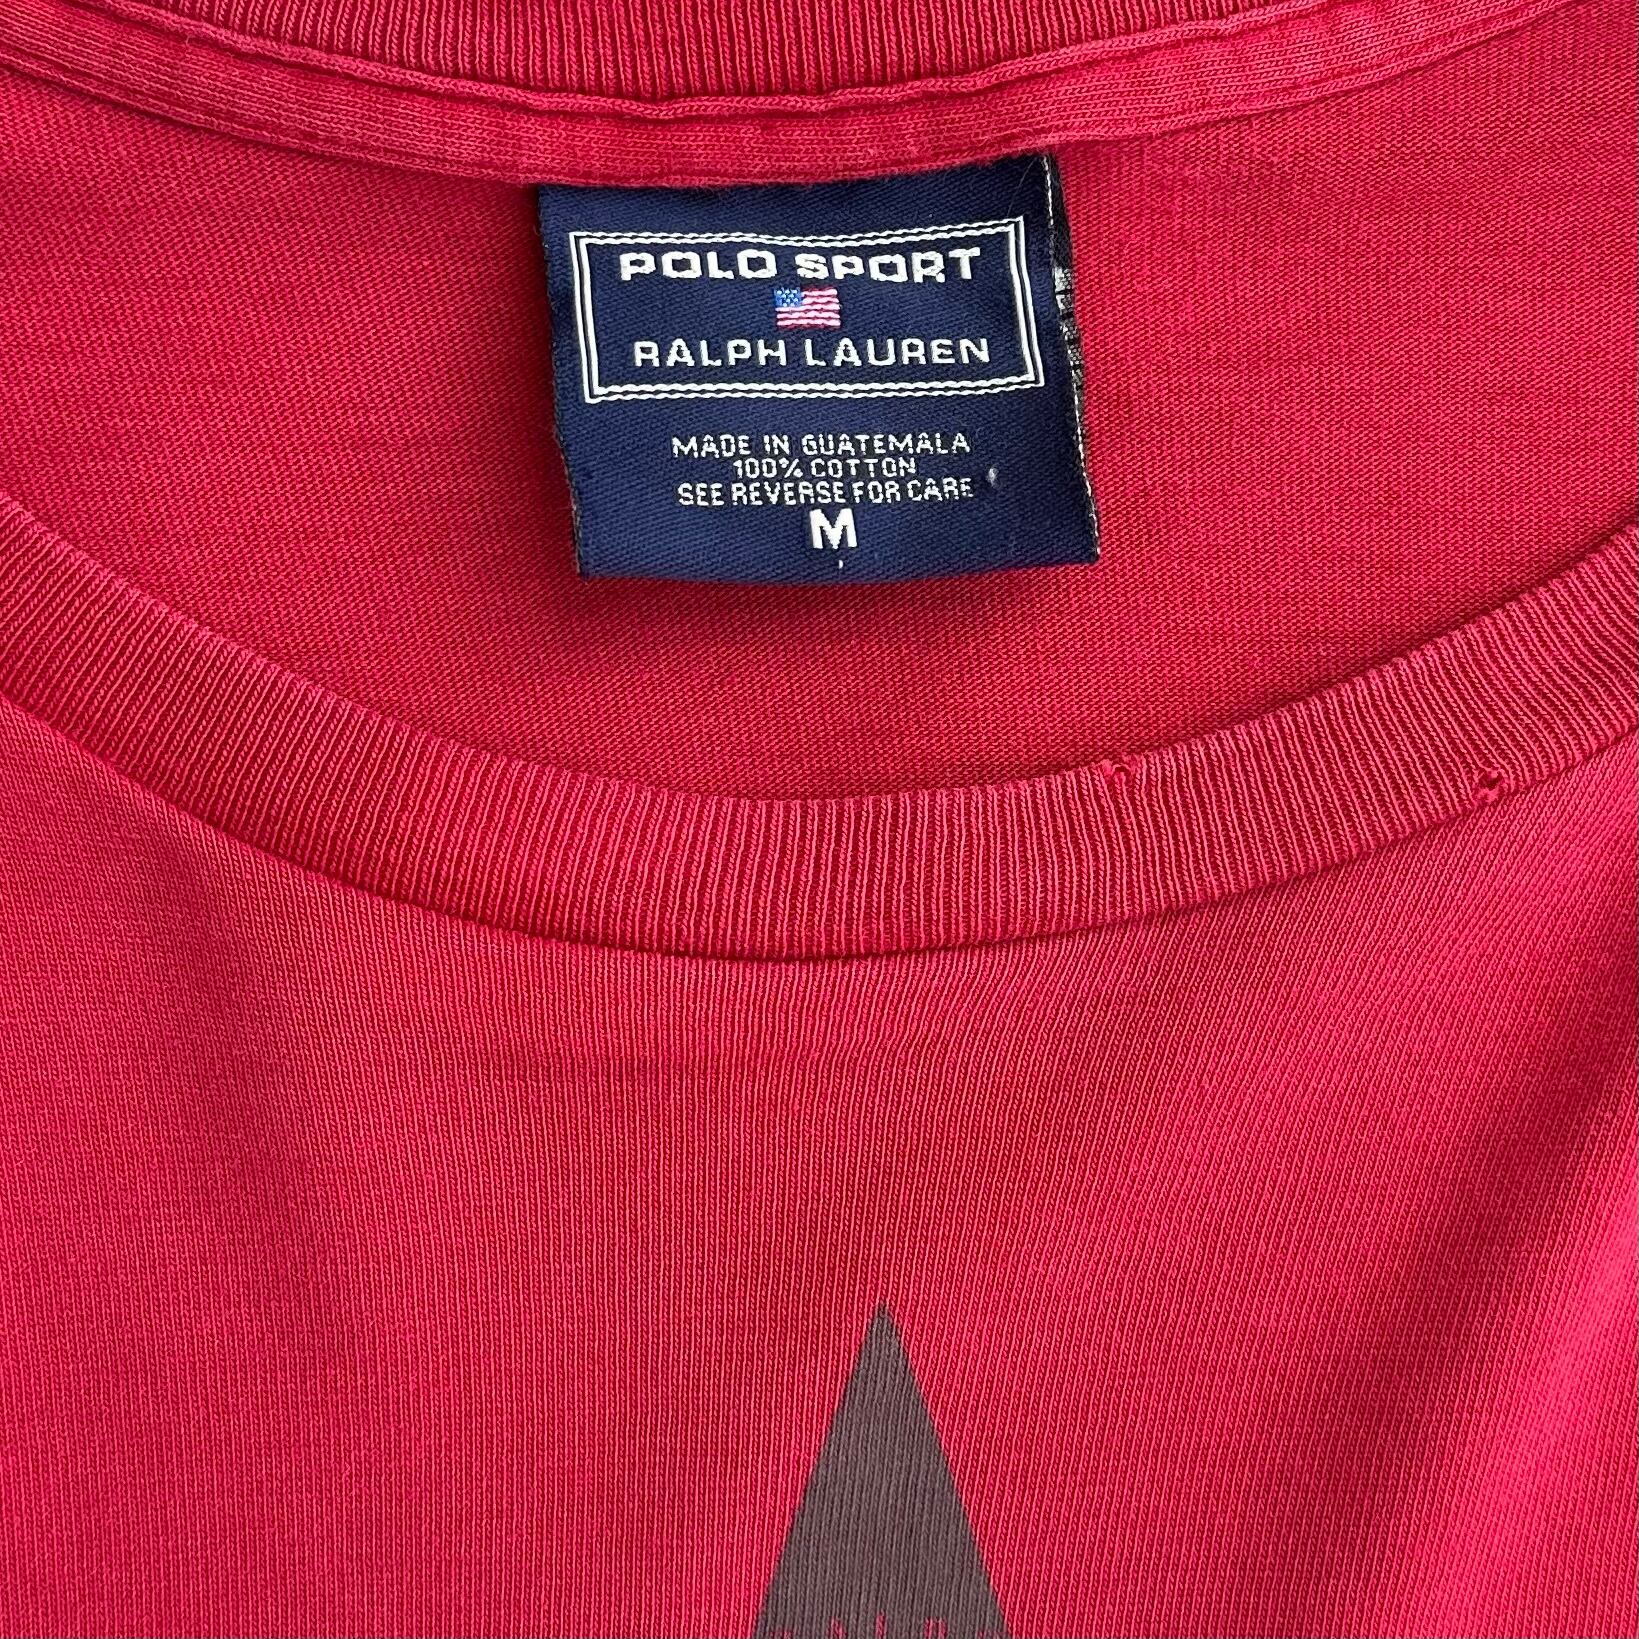 POLO SPORT
RALPH LAUREN
MADE IN GUATEMALA
100% COTTON
SEE REVERSE FOR CARE
M